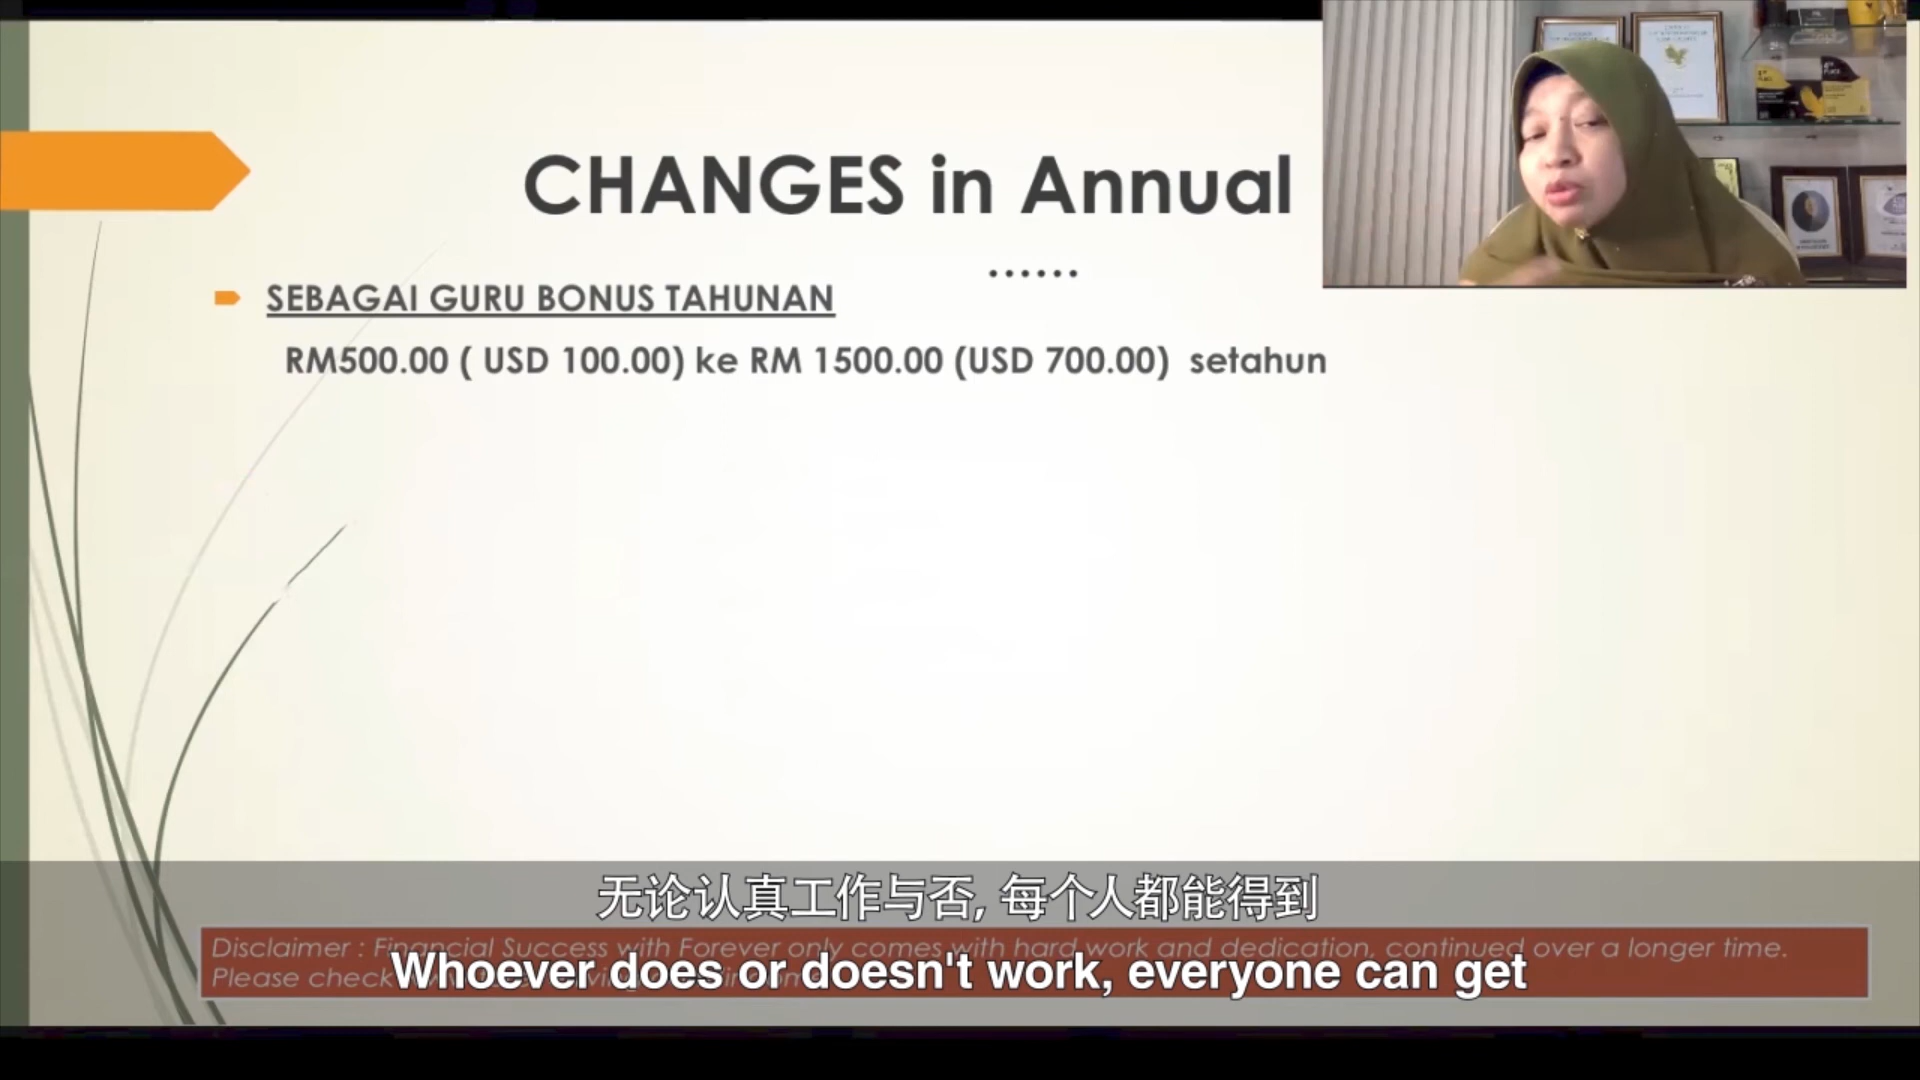 CHANGES in Annual
......
SEBAGAI GURU BONUS TAHUNAN
RM500.00 ( USD 100.00) ke RM 1500.00 (USD 700.00) setahun
无论认真工作与否, 每个人都能得到
Disclaimer : Financial Success with Forever only comes with hard work and dedication, continued over a longer time.
Please check
Whoever does or doesn't work, everyone can get